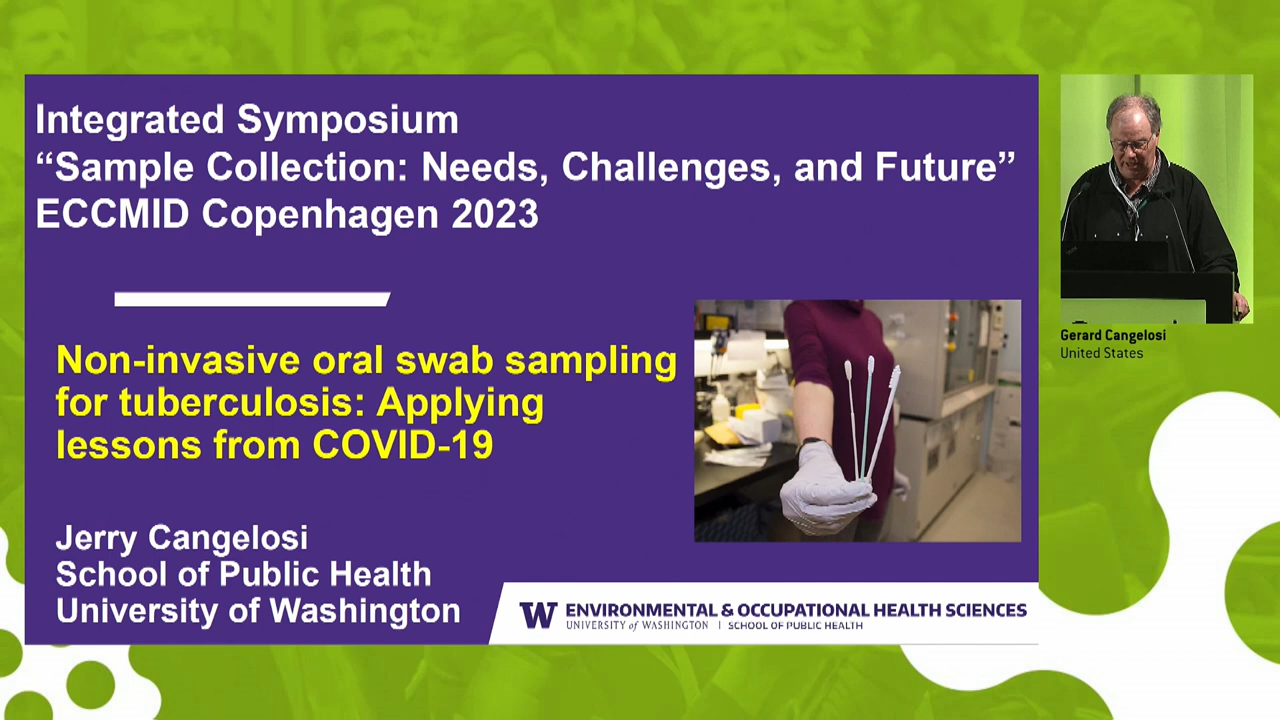 Integrated Symposium
“Sample Collection: Needs, Challenges, and Future”
ECCMID Copenhagen 2023
Non-invasive oral swab sampling
for tuberculosis: Applying
lessons from COVID-19
Jerry Cangelosi
School of Public Health
University of Washington
W ENVIRONMENTAL & OCCUPATIONAL HEALTH SCIENCES
UNIVERSITY of WASHINGTON | SCHOOL OF PUBLIC HEALTH
Gerard Cangelosi
United States